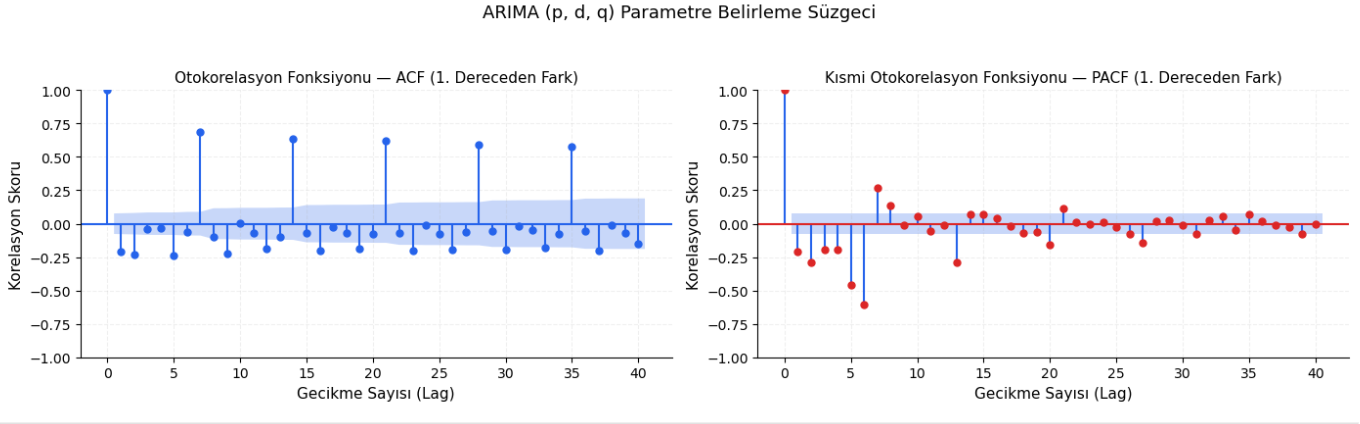 ARIMA (p, d, q) Parametre Belirleme Süzgeci
Otokorelasyon Fonksiyonu — ACF (1. Dereceden Fark)
1.00
0.75
0.50
0.25
0.00
−0.25
−0.50
−0.75
−1.00
Korelasyon Skoru
0 5 10 15 20 25 30 35 40
Gecikme Sayısı (Lag)
Kısmi Otokorelasyon Fonksiyonu — PACF (1. Dereceden Fark)
1.00
0.75
0.50
0.25
0.00
−0.25
−0.50
−0.75
−1.00
Korelasyon Skoru
0 5 10 15 20 25 30 35 40
Gecikme Sayısı (Lag)